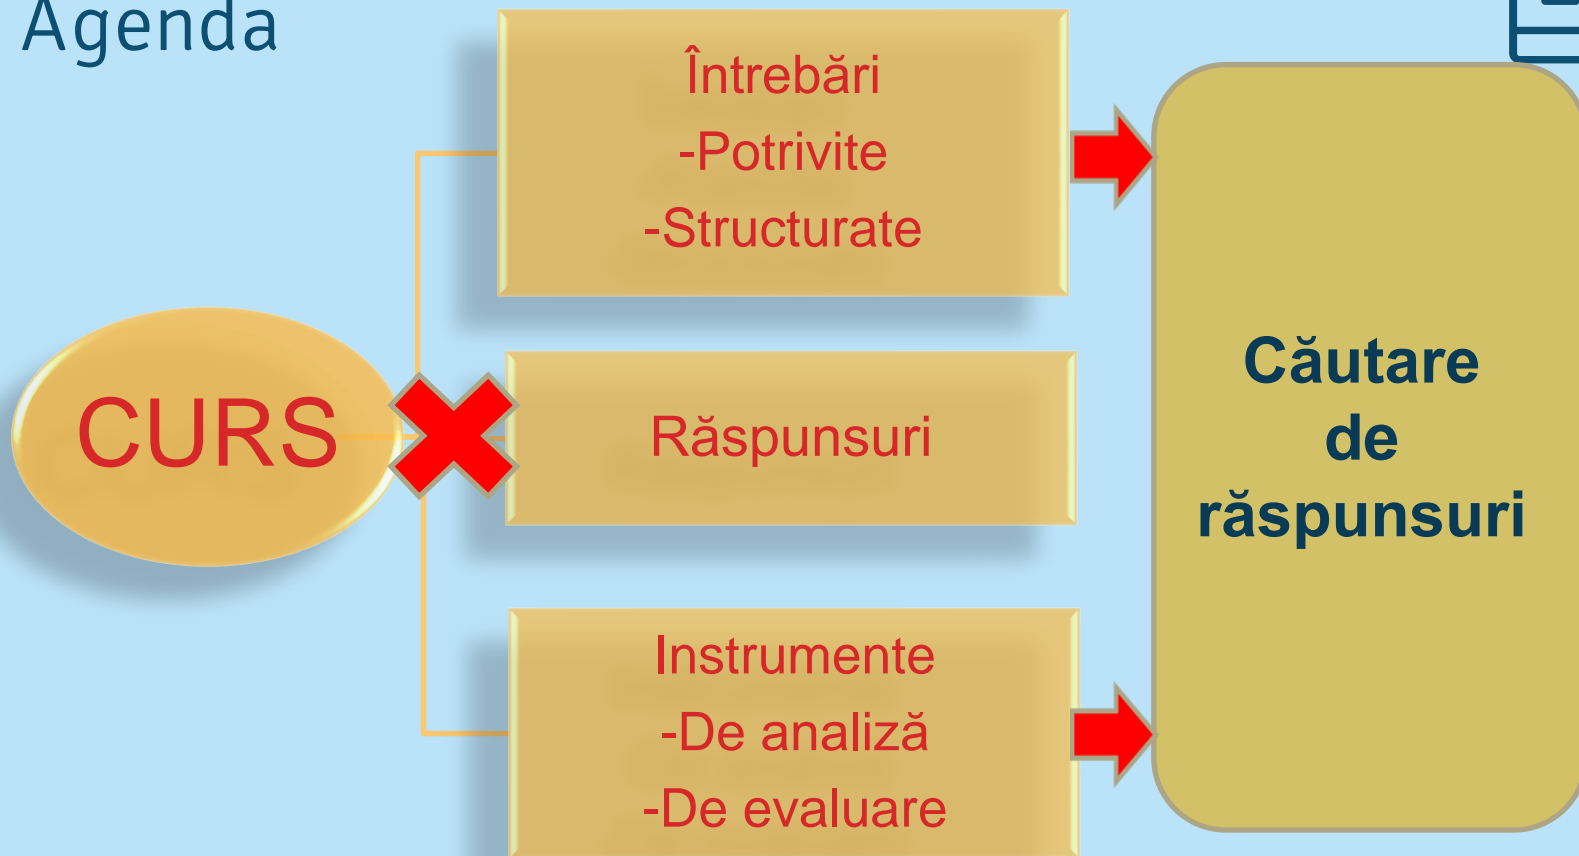 Agenda
Întrebări
-Potrivite
-Structurate
CURS
Răspunsuri
Instrumente
-De analiză
-De evaluare
Căutare
de
răspunsuri